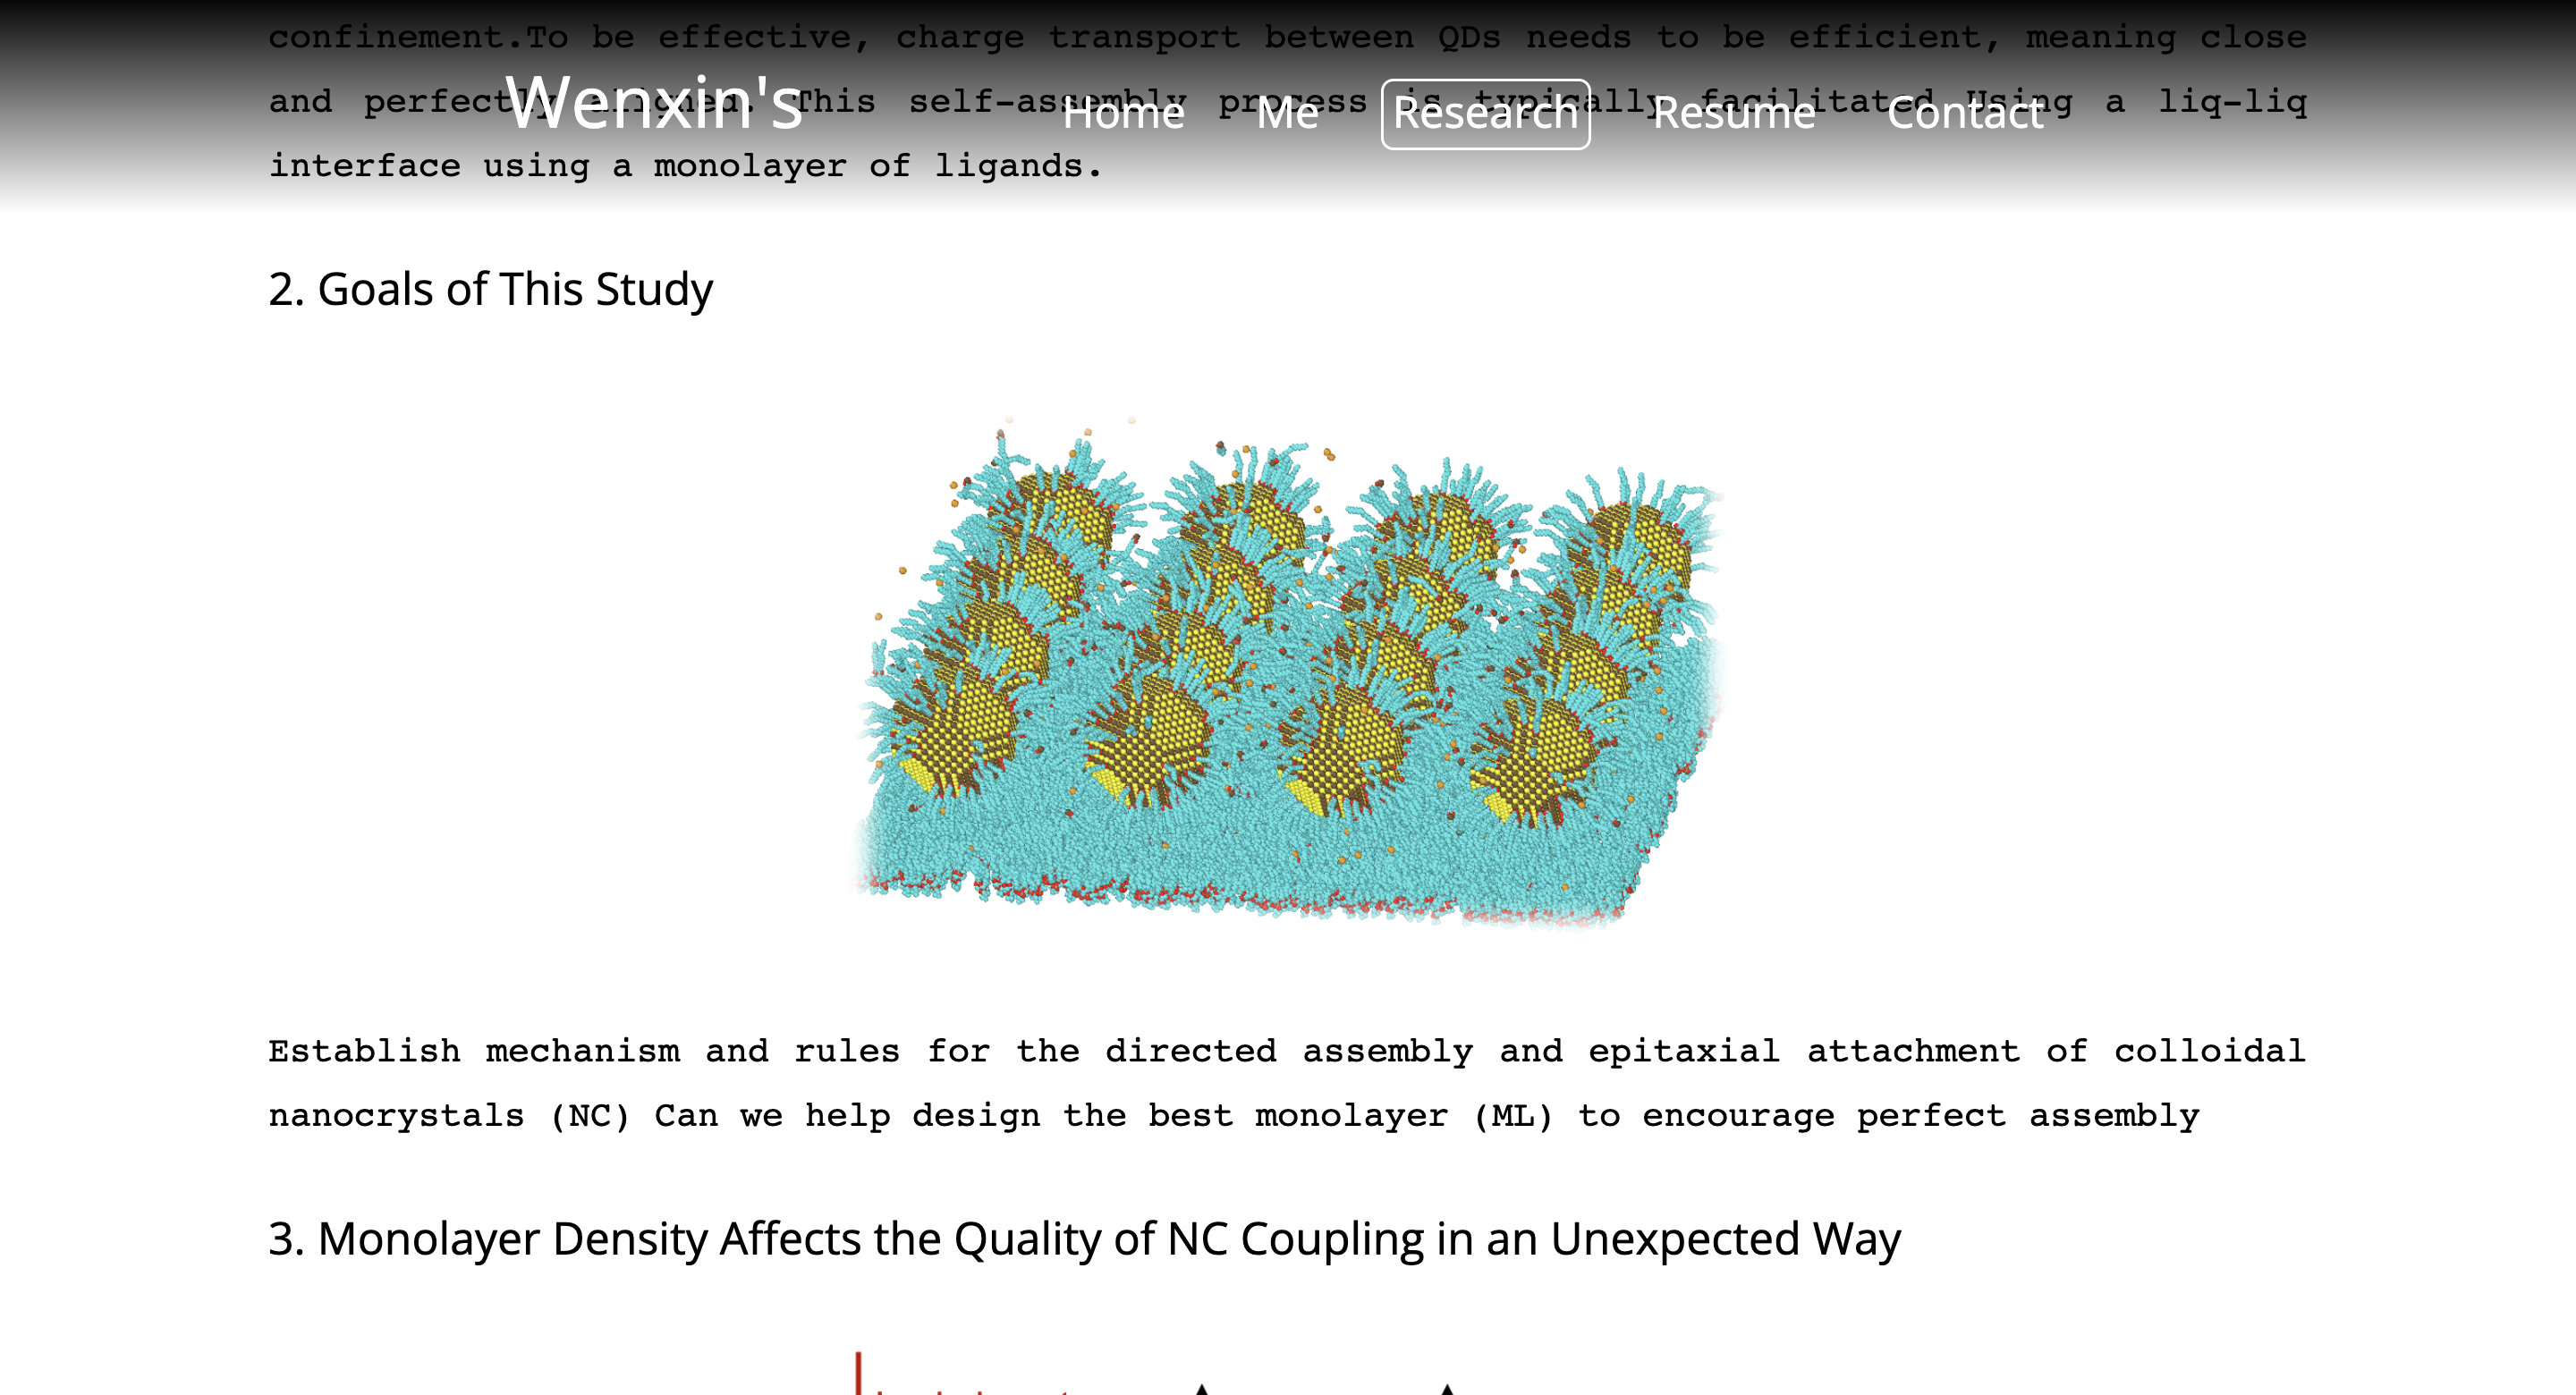 confinement.To be effective, charge transport between QDs needs to be efficient, meaning close
Wenxin's Home Me Research Resume Contact
and perfectly aligned. This self-assembly process is typically facilitated Using a liq-liq
interface using a monolayer of ligands.
2. Goals of This Study
Establish mechanism and rules for the directed assembly and epitaxial attachment of colloidal
nanocrystals (NC) Can we help design the best monolayer (ML) to encourage perfect assembly
3. Monolayer Density Affects the Quality of NC Coupling in an Unexpected Way